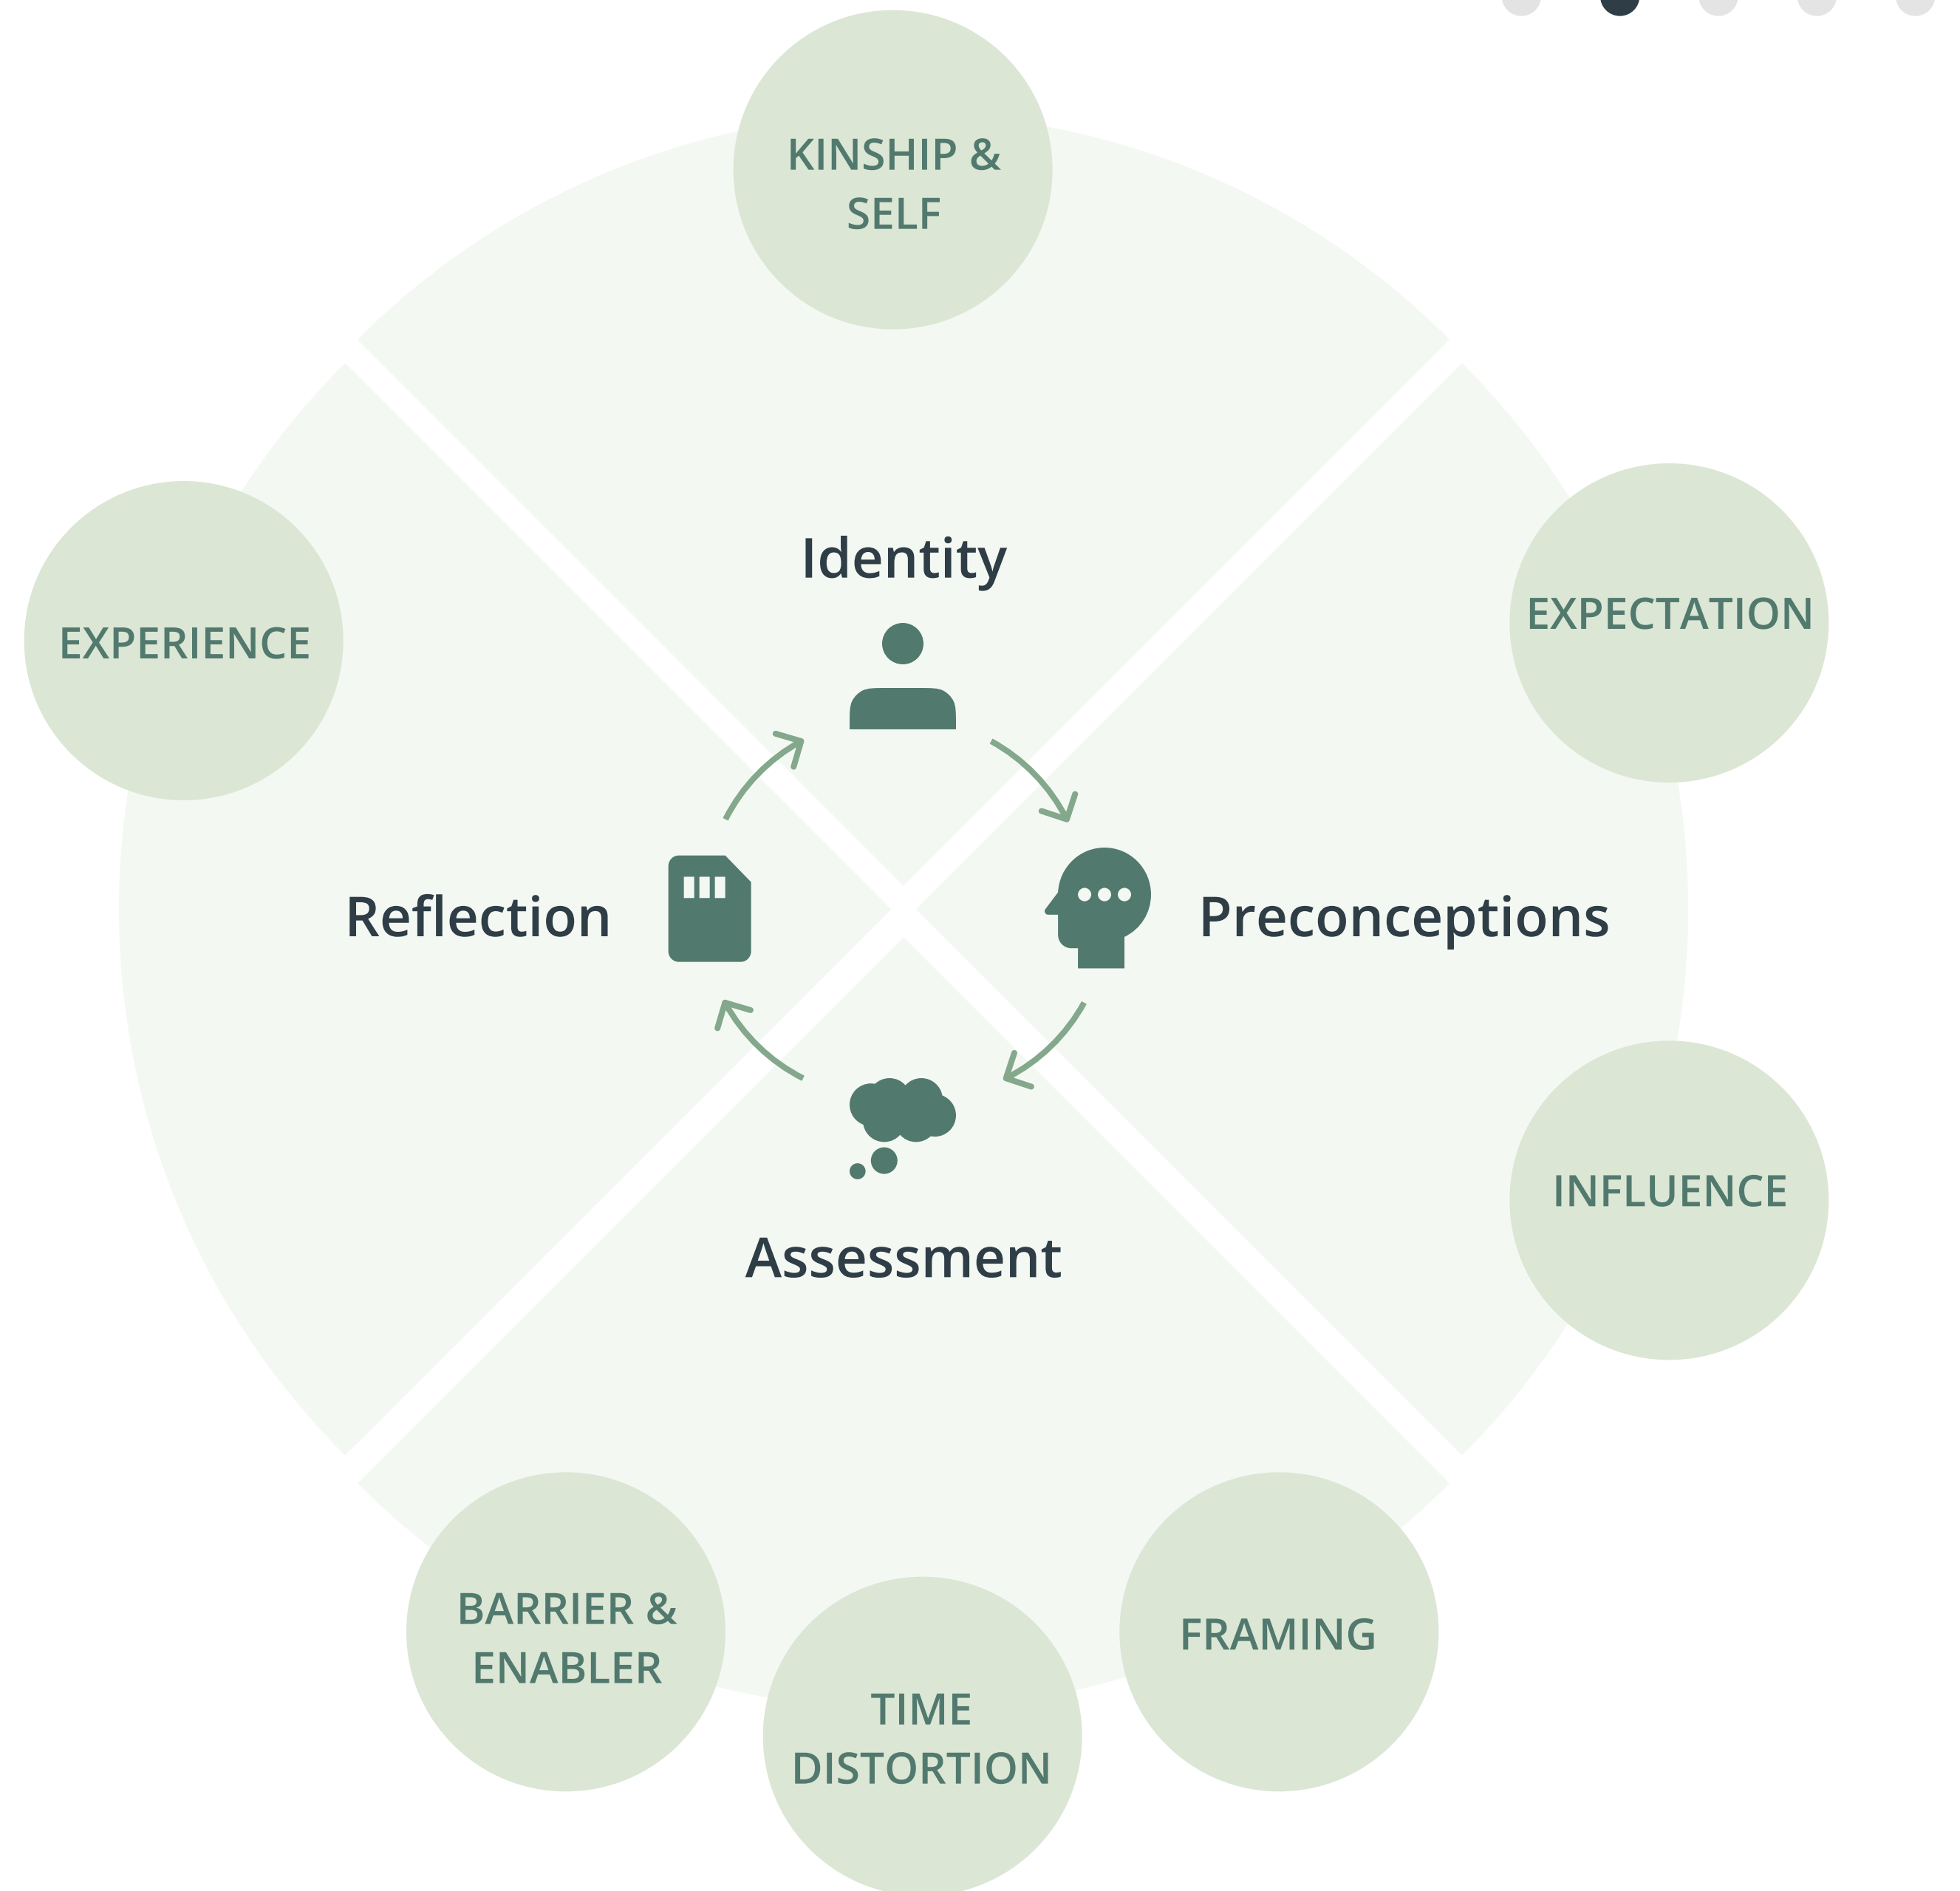 KINSHIP &
SELF
Identity
EXPERIENCE
EXPECTATION
Reflection
Preconceptions
INFLUENCE
Assessment
BARRIER &
ENABLER
FRAMING
TIME
DISTORTION